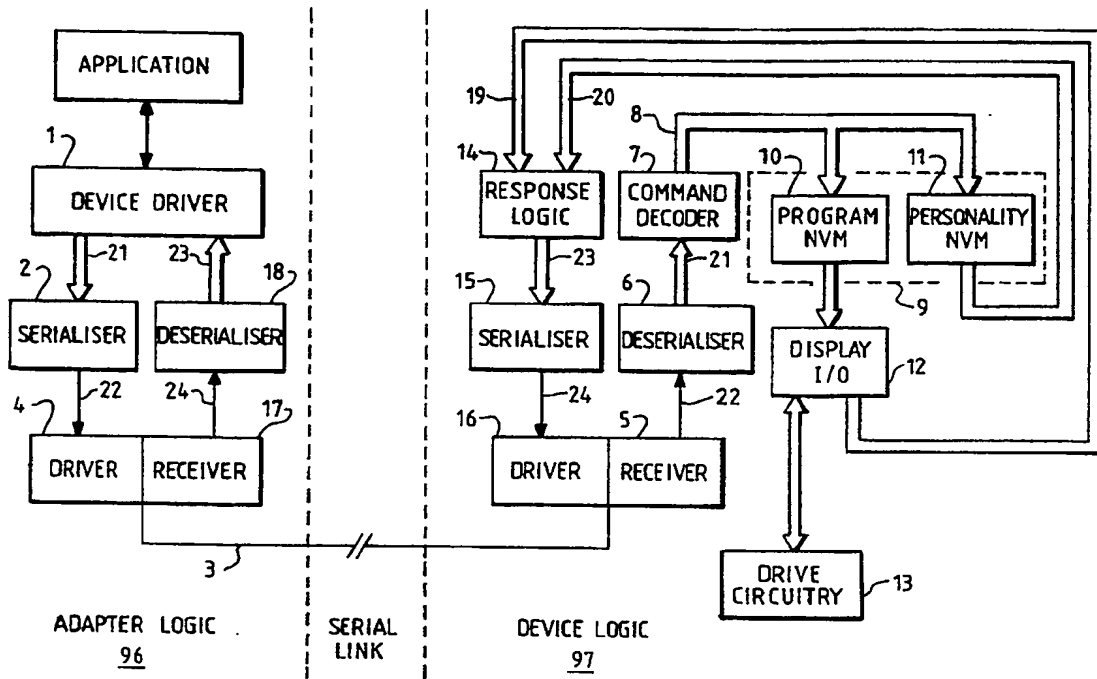 APPLICATION
1
DEVICE DRIVER
21
23
2
18
SERIALISER
DESERIALISER
22
24
4
17
DRIVER
RECEIVER
3
ADAPTER LOGIC
96
SERIAL
LINK
19
20
8
14
7
10
11
RESPONSE
LOGIC
COMMAND
DECODER
PROGRAM
NVM
PERSONALITY
NVM
23
21
9
15
6
SERIALISER
DESERIALISER
DISPLAY
I/O
12
24
22
16
5
DRIVER
RECEIVER
DRIVE
CIRCUITRY
13
DEVICE LOGIC
97